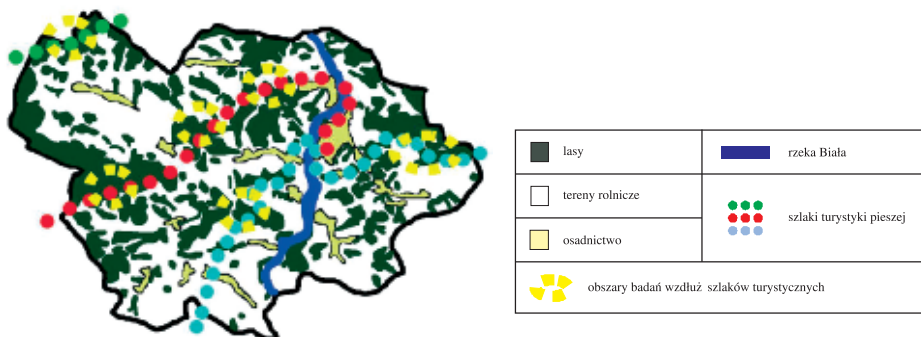 lasy
rzeka Biała
tereny rolnicze
szlaki turystyki pieszej
osadnictwo
obszary badań wzdłuż szlaków turystycznych